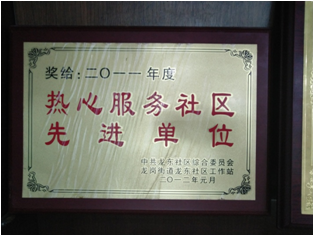 奖给：二〇一一年度
热心服务社区
先进单位
中共龙东社区综合委员会
龙岗街道龙东社区工作站
二〇一二年元月